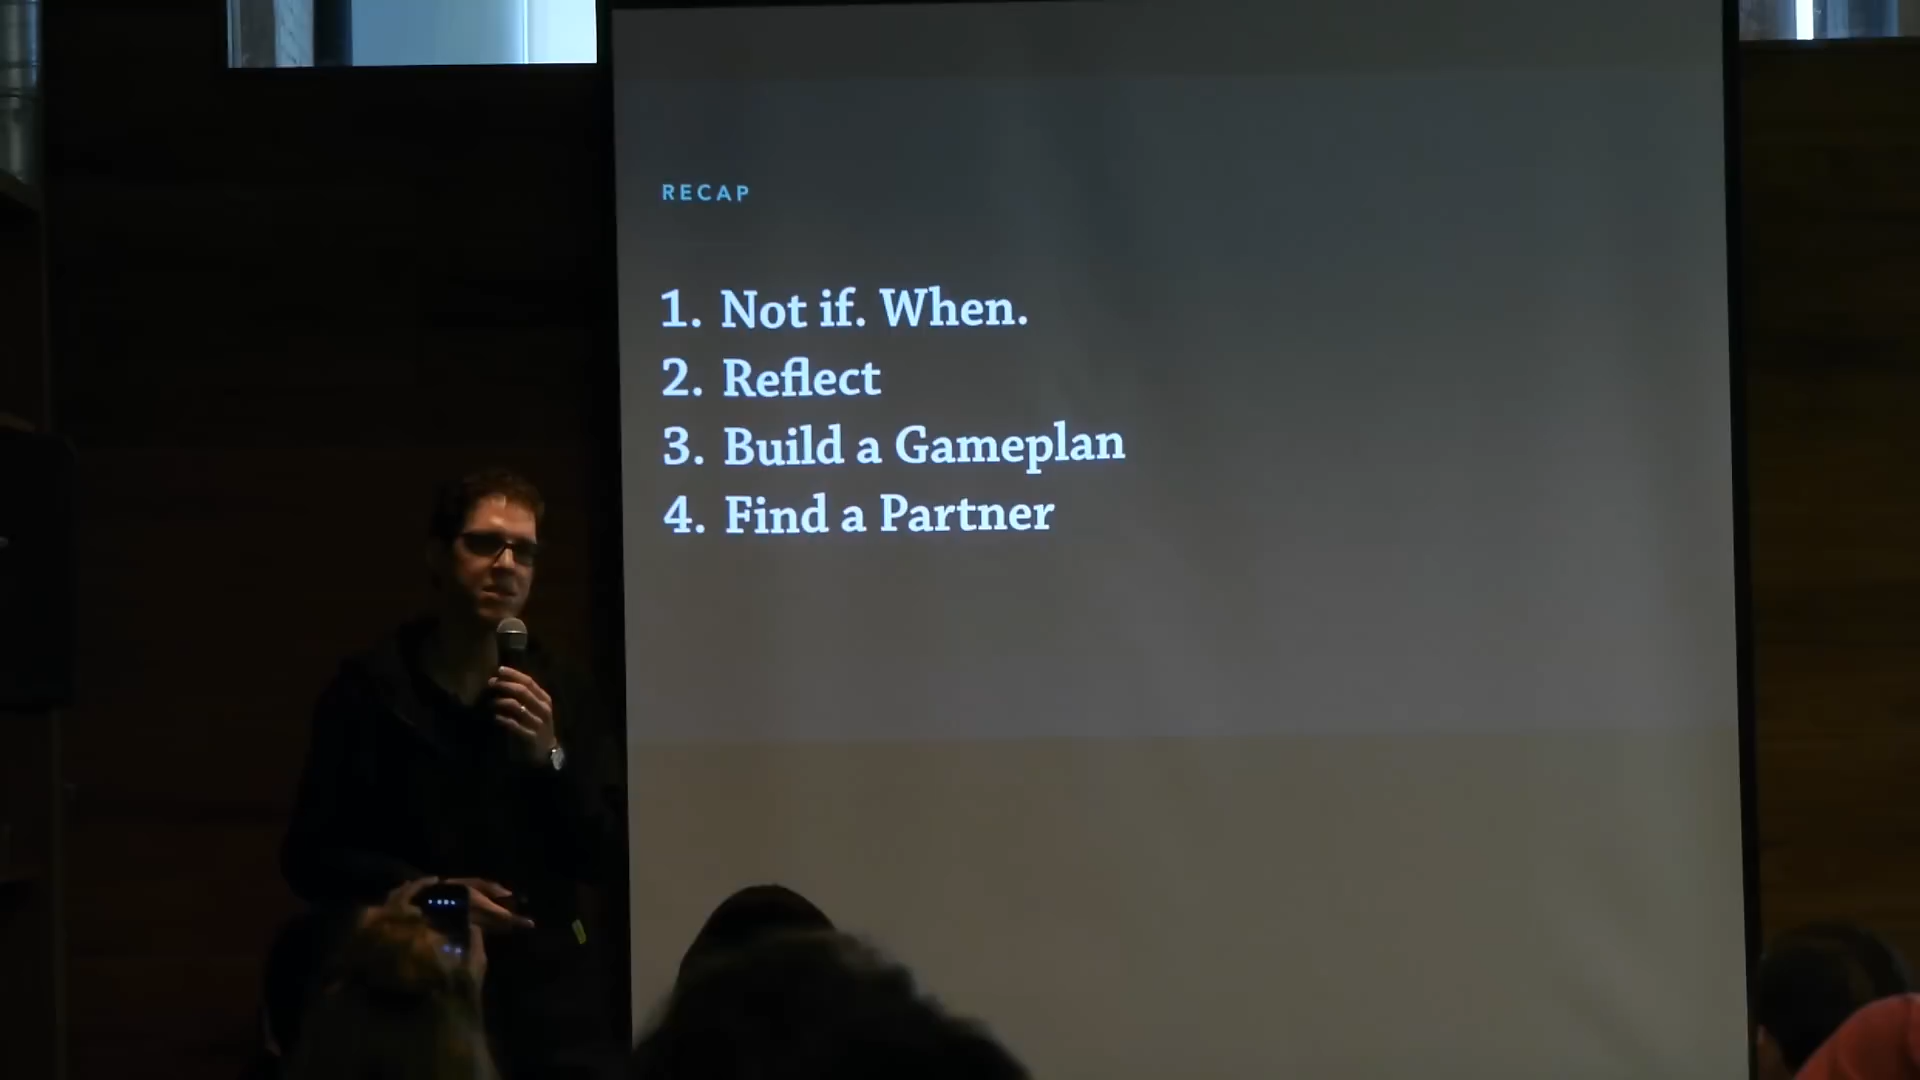 RECAP
1. Not if. When.
2. Reflect
3. Build a Gameplan
4. Find a Partner